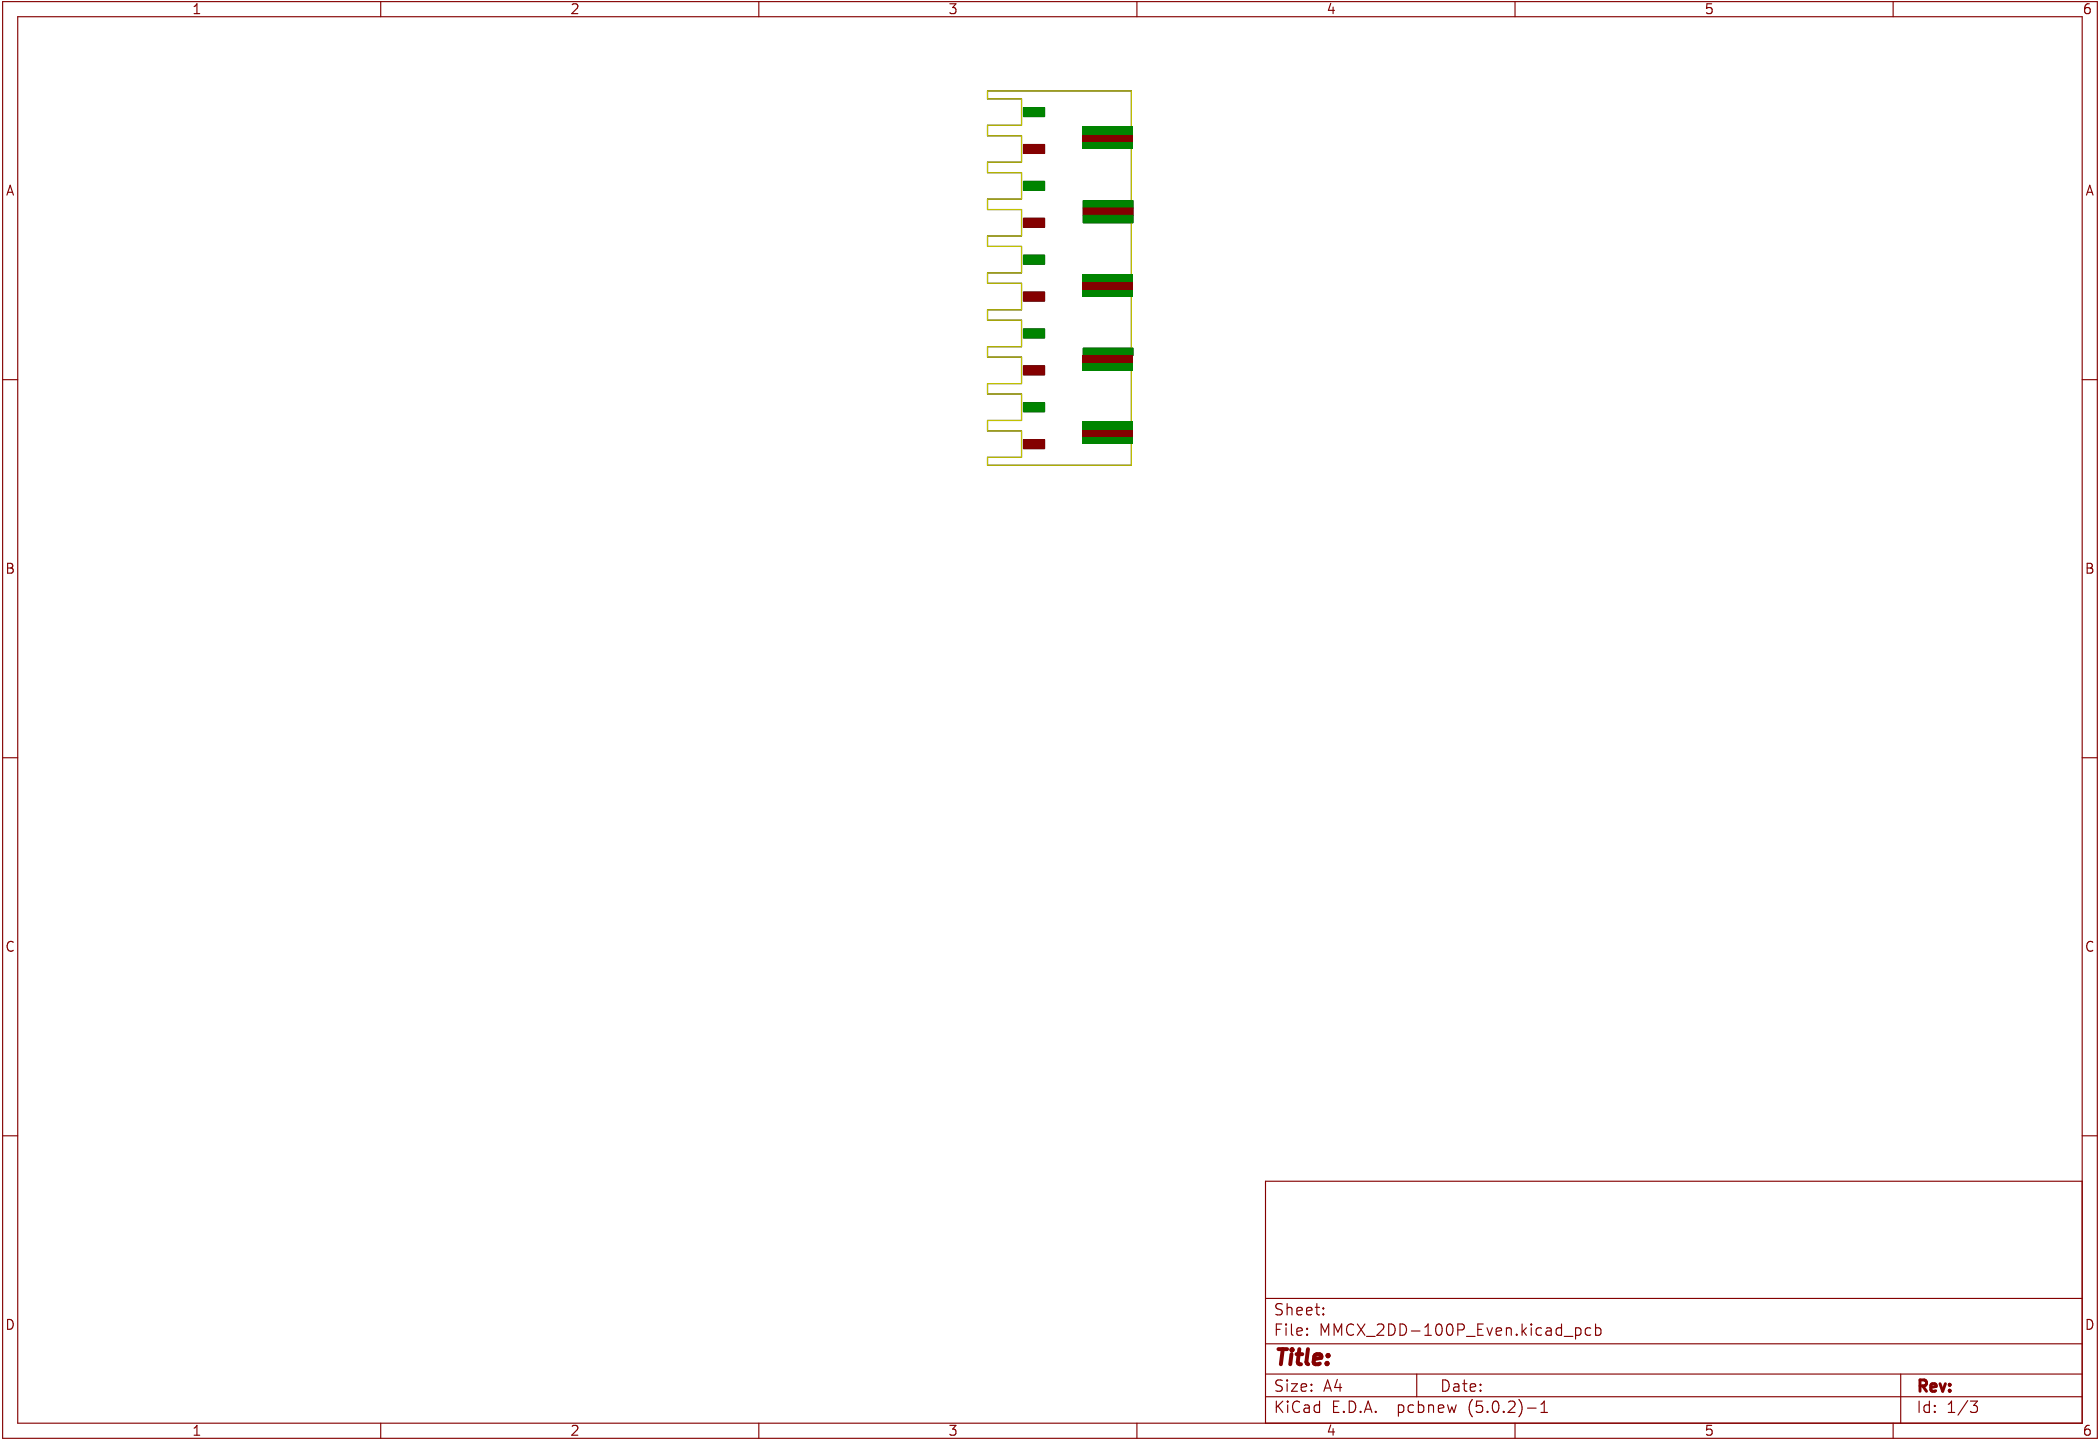 1 2 3 4 5 6
A A
B B
C C
Sheet:
D D
File: MMCX_2DD-100P_Even.kicad_pcb
Title:
Size: A4 Date: Rev:
KiCad E.D.A. pcbnew (5.0.2)-1 Id: 1/3
1 2 3 4 5 6